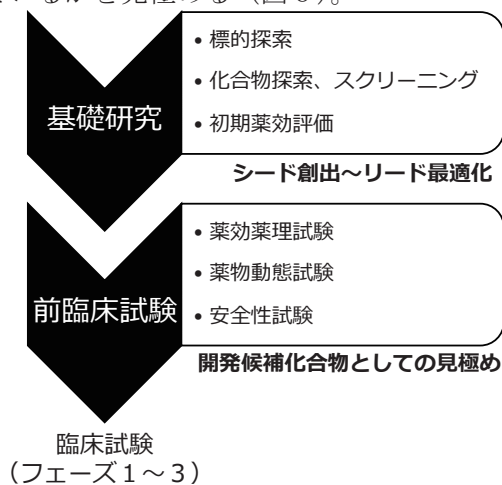 いるかを見極める（図６）。
・標的探索
・化合物探索、スクリーニング
基礎研究
・初期薬効評価
シード創出～リード最適化
・薬効薬理試験
・薬物動態試験
前臨床試験
・安全性試験
開発候補化合物としての見極め
臨床試験
（フェーズ１～３）